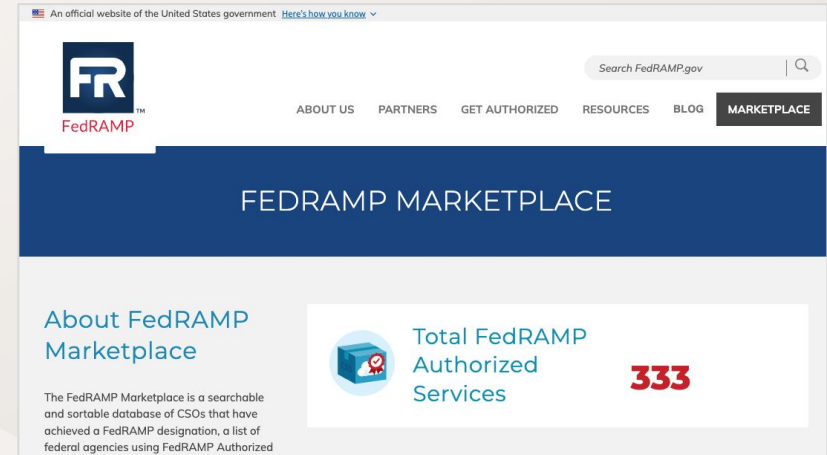 An official website of the United States government Here's how you know
FR
TM
FedRAMP
Search FedRAMP.gov
ABOUT US PARTNERS GET AUTHORIZED RESOURCES BLOG MARKETPLACE
FEDRAMP MARKETPLACE
About FedRAMP
Marketplace
The FedRAMP Marketplace is a searchable
and sortable database of CSOs that have
achieved a FedRAMP designation, a list of
federal agencies using FedRAMP Authorized
Total FedRAMP
Authorized
Services
333